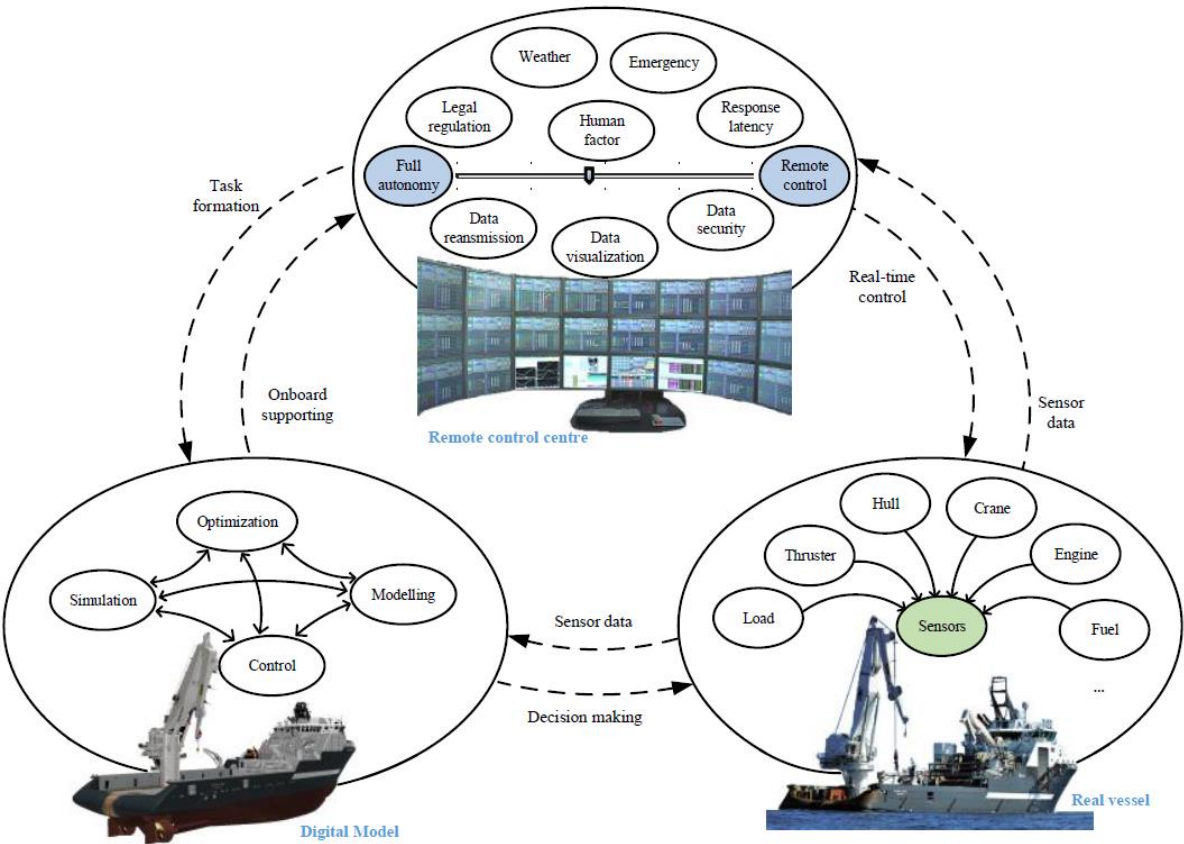 Weather
Emergency
Legal
regulation
Human
factor
Response
latency
Full
autonomy
Remote
control
Data
reansmission
Data
visualization
Data
security
Task
formation
Real-time
control
Onboard
supporting
Sensor
data
Remote control centre
Optimization
Simulation
Modelling
Control
Digital Model
Sensor data
Decision making
Hull
Crane
Thruster
Engine
Load
Sensors
Fuel
...
Real vessel